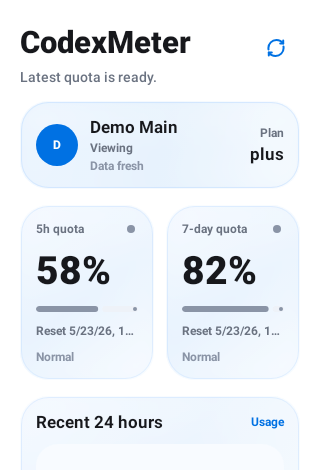 CodexMeter
Latest quota is ready.
D
Demo Main
Viewing
Data fresh
Plan
plus
5h quota
58%
Reset 5/23/26, 1...
Normal
7-day quota
82%
Reset 5/23/26, 1...
Normal
Recent 24 hours
Usage